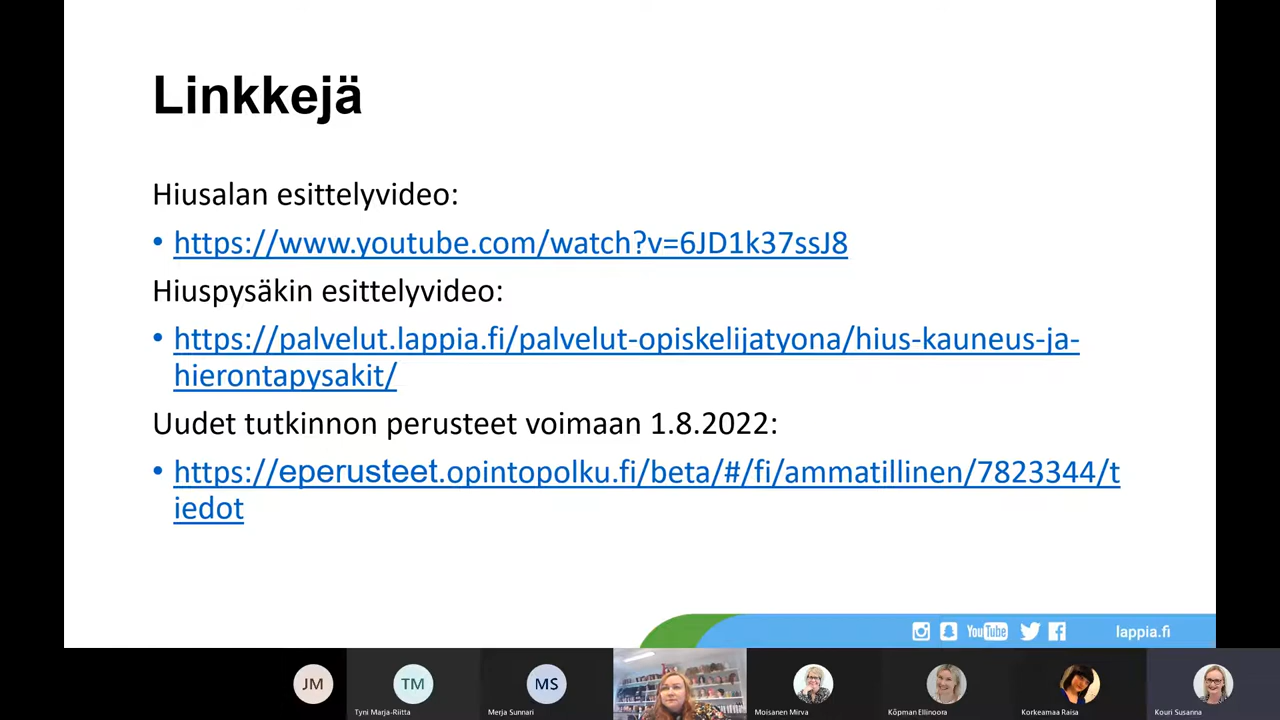 Linkkejä
Hiusalan esittelyvideo:
• https://www.youtube.com/watch?v=6JD1k37ssJ8
Hiuspysäkin esittelyvideo:
• https://palvelut.lappia.fi/palvelut-opiskelijatyona/hius-kauneus-ja-
hierontapysakit/
Uudet tutkinnon perusteet voimaan 1.8.2022:
• https://eperusteet.opintopolku.fi/beta/#/fi/ammatillinen/7823344/t
iedot
YouTube
lappia.fi
JM
TM
MS
Tyni Marja-Riitta
Merja Sunnari
Moisanen Mirva
Köpman Ellinoora
Korkeamaa Raisa
Kouri Susanna